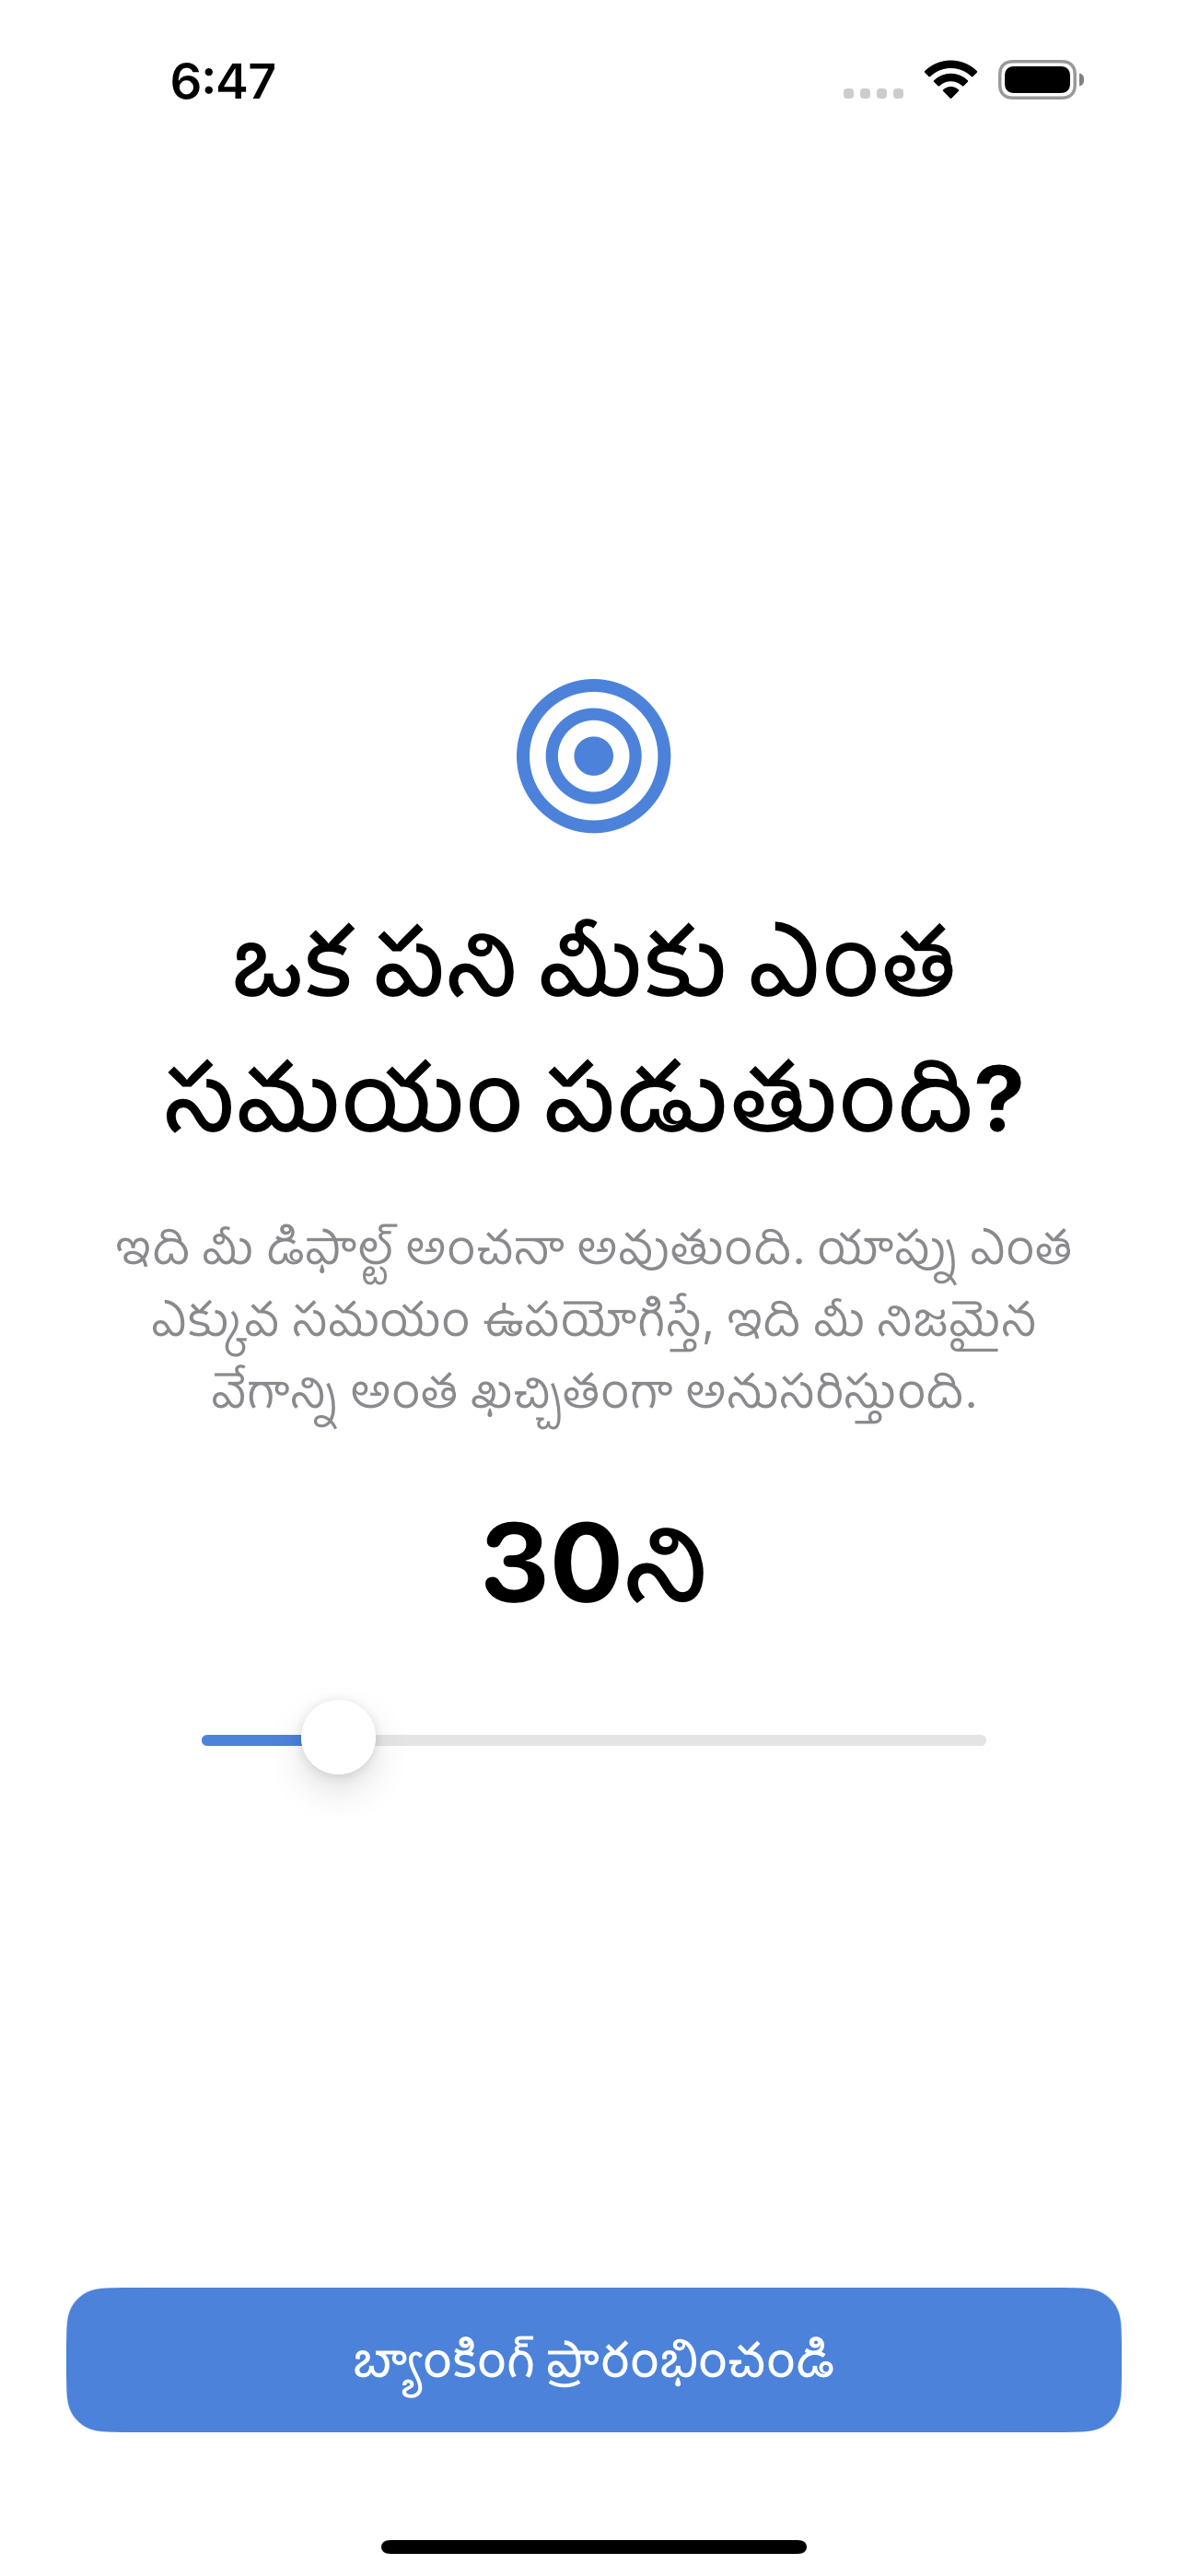 6:47
ఒక పని మీకు ఎంత
సమయం పడుతుంది?
ఇది మీ డిఫాల్ట్ అంచనా అవుతుంది. యాప్ను ఎంత
ఎక్కువ సమయం ఉపయోగిస్తే, ఇది మీ నిజమైన
వేగాన్ని అంత ఖచ్చితంగా అనుసరిస్తుంది.
30ని
బ్యాంకింగ్ ప్రారంభించండి